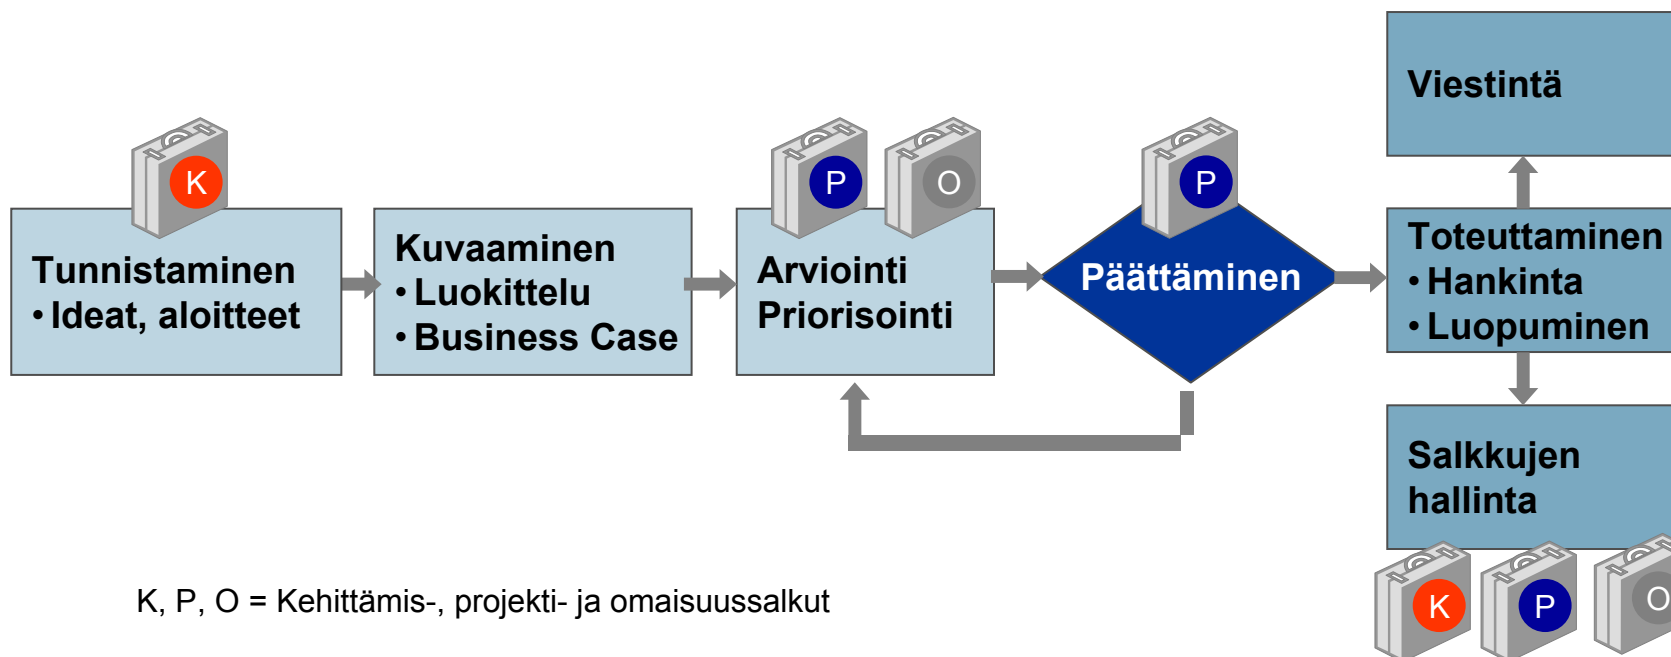 K
Tunnistaminen
• Ideat, aloitteet
Kuvaaminen
• Luokittelu
• Business Case
P
O
Arviointi
Priorisointi
P
Päättäminen
Viestintä
Toteuttaminen
• Hankinta
• Luopuminen
Salkkujen
hallinta
K
P
O
K, P, O = Kehittämis-, projekti- ja omaisuussalkut